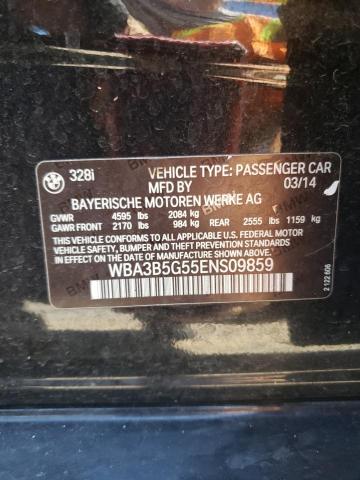 328i VEHICLE TYPE: PASSENGER CAR
MFD BY 03/14
BAYERISCHE MOTOREN WERKE AG
GVWR 4595 lbs 2084 kg
GAWR FRONT 2170 lbs 984 kg REAR 2555 lbs 1159 kg
THIS VEHICLE CONFORMS TO ALL APPLICABLE
U.S. FEDERAL MOTOR VEHICLE SAFETY, BUMPER, AND THEFT
PREVENTION STANDARDS IN EFFECT ON THE DATE OF
MANUFACTURE SHOWN ABOVE.
WBA3B5G55ENS09859
2 122 606